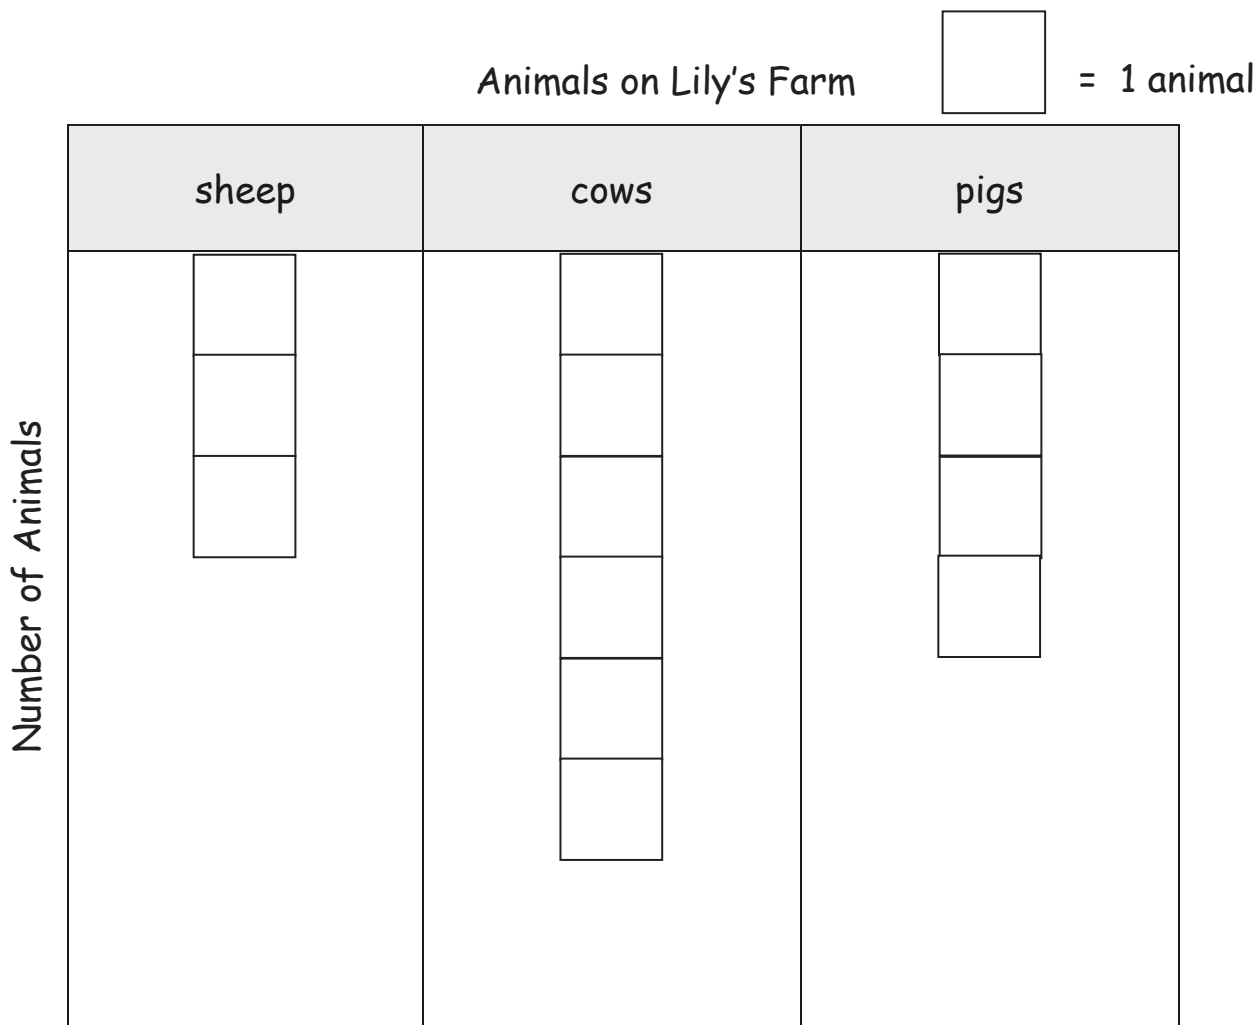 Animals on Lily's Farm
= 1 animal
sheep
cows
pigs
Number of Animals